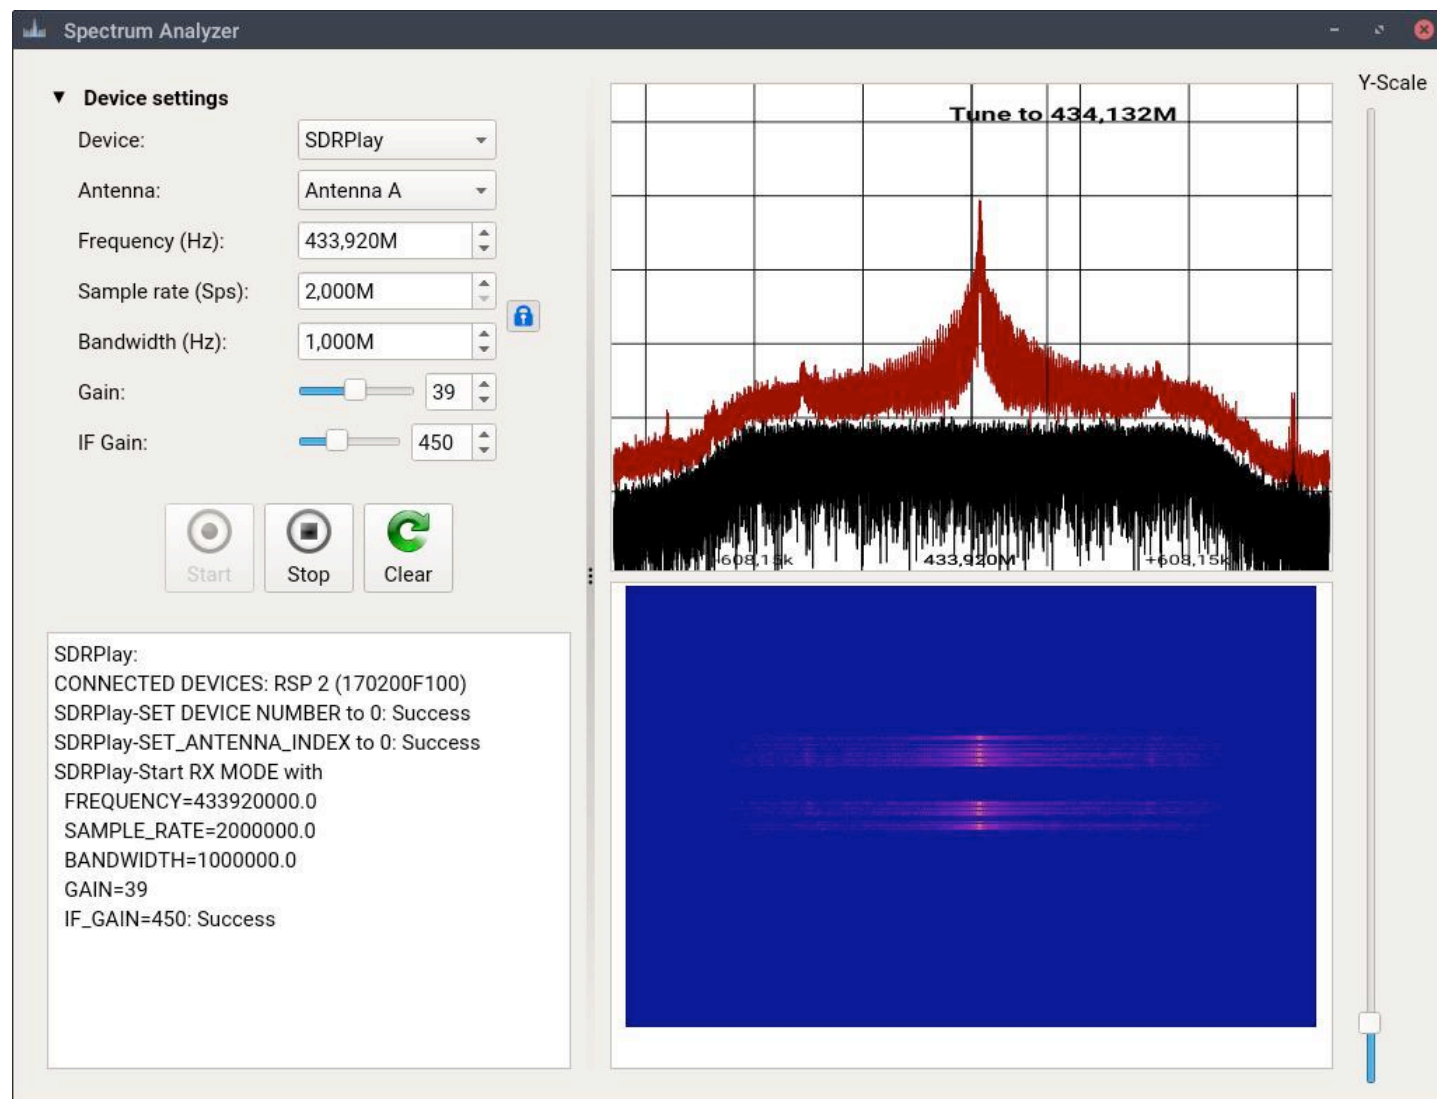 Spectrum Analyzer
Device settings
Device: SDRPlay
Antenna: Antenna A
Frequency (Hz): 433,920M
Sample rate (Sps): 2,000M
Bandwidth (Hz): 1,000M
Gain: 39
IF Gain: 450
Start Stop Clear
SDRPlay:
CONNECTED DEVICES: RSP 2 (170200F100)
SDRPlay-SET DEVICE NUMBER to 0: Success
SDRPlay-SET_ANTENNA_INDEX to 0: Success
SDRPlay-Start RX MODE with
FREQUENCY=433920000.0
SAMPLE_RATE=2000000.0
BANDWIDTH=1000000.0
GAIN=39
IF_GAIN=450: Success
Tune to 434,132M
608,15k 433,920M +608,15k
Y-Scale